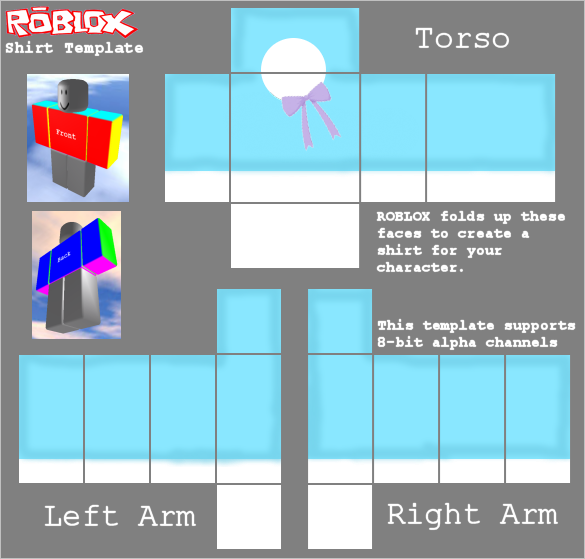 ROBLOX
Shirt Template
Torso
Front
Back
ROBLOX folds up these
faces to create a
shirt for your
character.
This template supports
8-bit alpha channels
Left Arm
Right Arm